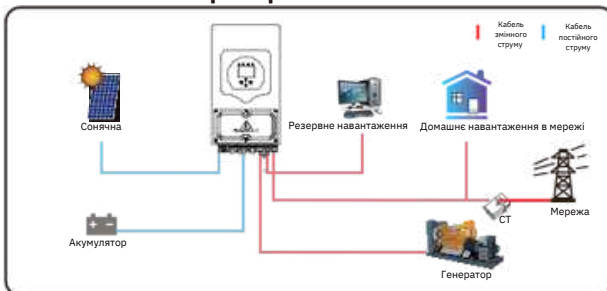 Кабель
змінного
струму
Кабель
постійного
струму
Сонячна
Резервне навантаження
Домашнє навантаження в мережі
СТ
Мережа
Акумулятор
Генератор